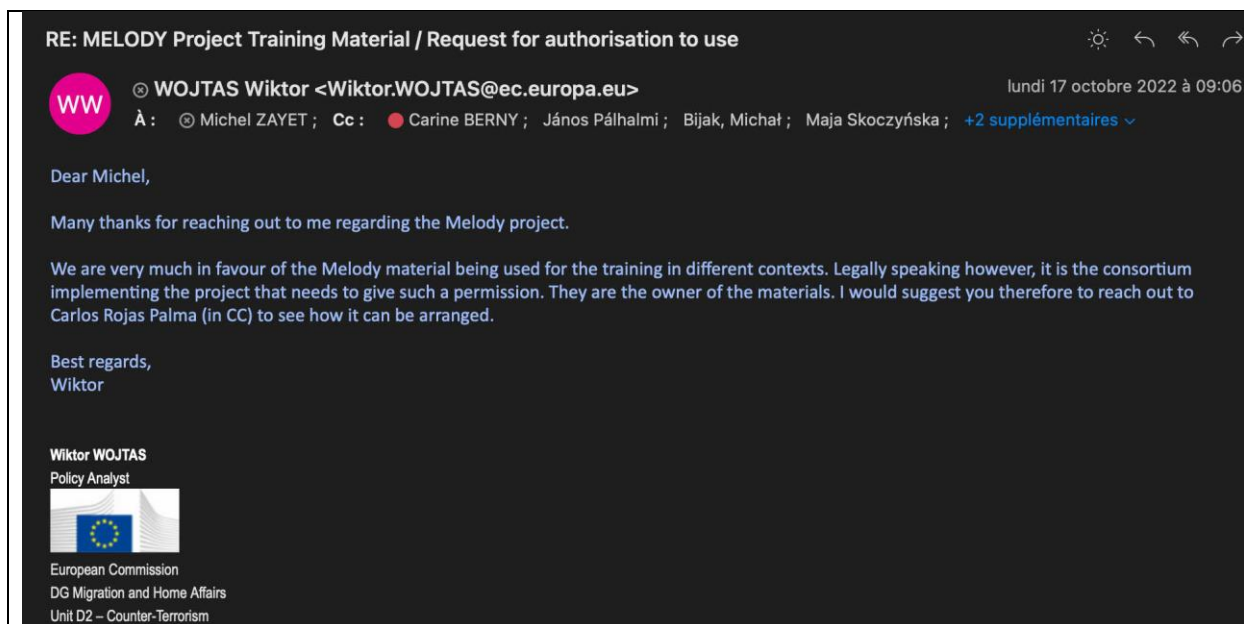 RE: MELODY Project Training Material / Request for authorisation to use
WW
WOJTAS Wiktor <Wiktor.WOJTAS@ec.europa.eu>
lundi 17 octobre 2022 à 09:06
À : Michel ZAYET ; Cc : Carine BERNY ; János Pálhalmi ; Bijak, Michał ; Maja Skoczyńska ; +2 supplémentaires
Dear Michel,
Many thanks for reaching out to me regarding the Melody project.
We are very much in favour of the Melody material being used for the training in different contexts. Legally speaking however, it is the consortium
implementing the project that needs to give such a permission. They are the owner of the materials. I would suggest you therefore to reach out to
Carlos Rojas Palma (in CC) to see how it can be arranged.
Best regards,
Wiktor
Wiktor WOJTAS
Policy Analyst
European Commission
DG Migration and Home Affairs
Unit D2 – Counter-Terrorism